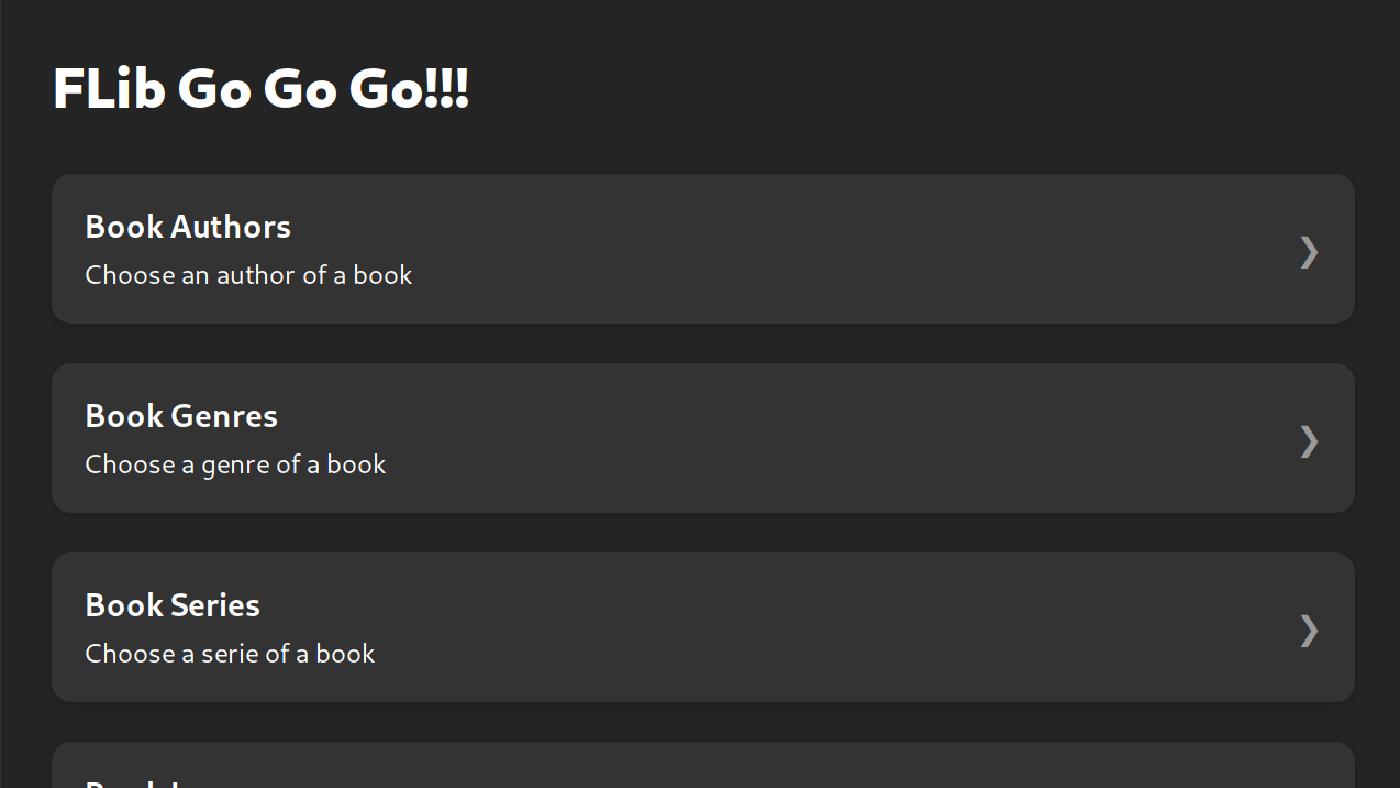 FLib Go Go Go!!!
Book Authors
Choose an author of a book
❯
Book Genres
Choose a genre of a book
❯
Book Series
Choose a serie of a book
❯
Book